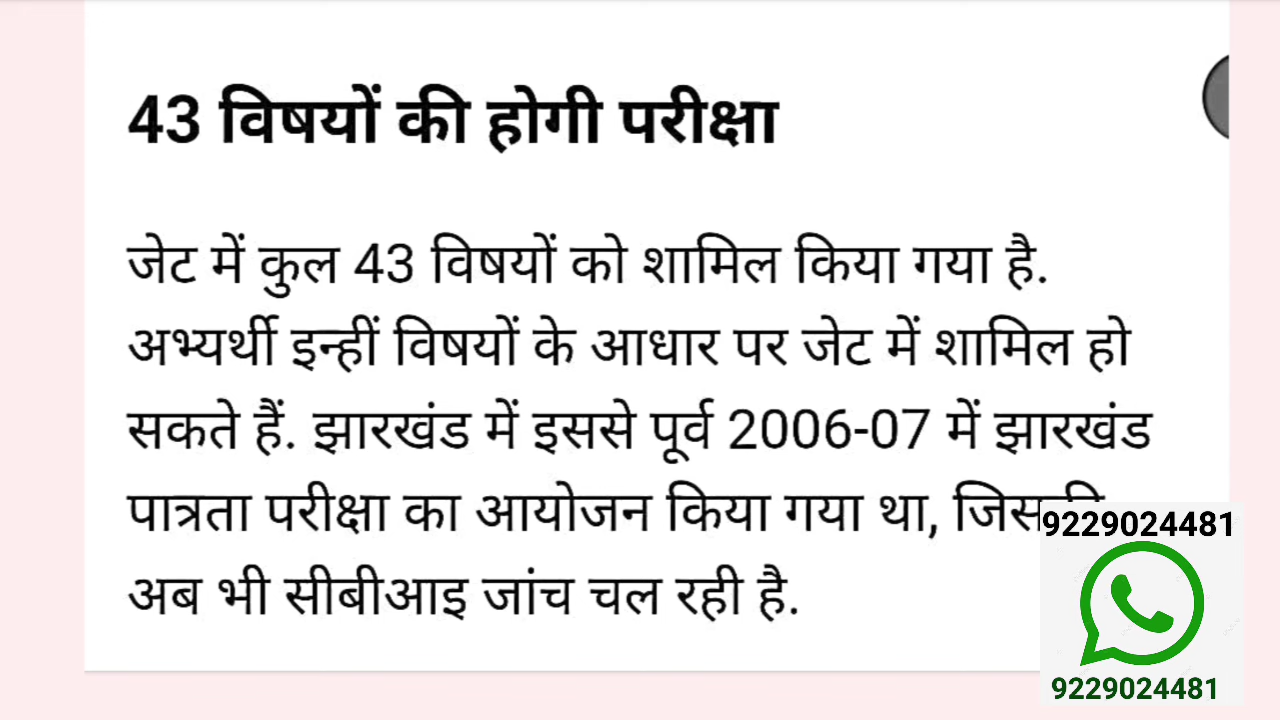 43 विषयों की होगी परीक्षा
जेट में कुल 43 विषयों को शामिल किया गया है.
अभ्यर्थी इन्हीं विषयों के आधार पर जेट में शामिल हो
सकते हैं. झारखंड में इससे पूर्व 2006-07 में झारखंड
पात्रता परीक्षा का आयोजन किया गया था, जिसकी
अब भी सीबीआइ जांच चल रही है.
9229024481
9229024481